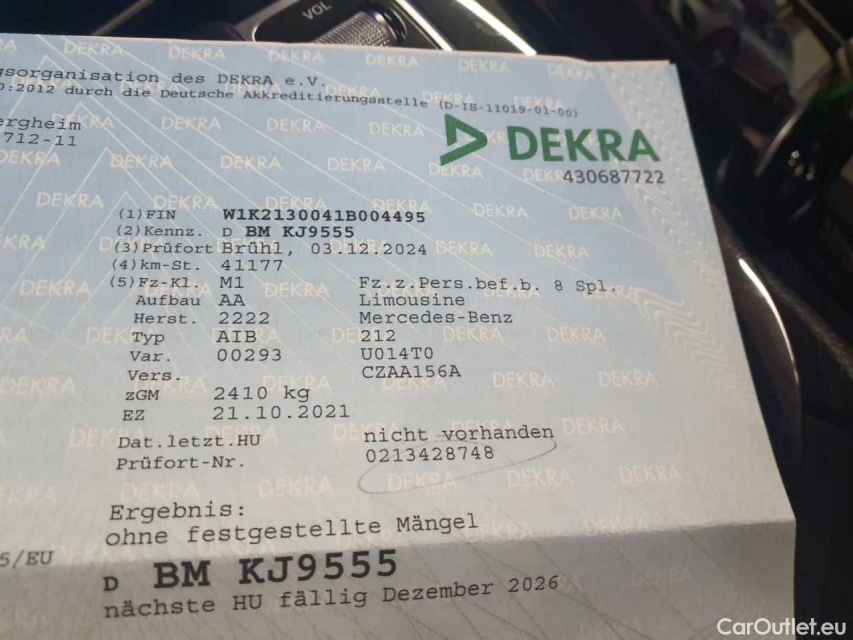 VOL
gsorganisation des DEKRA e.V.
0:2012 durch die Deutsche Akkreditierungsstelle (D-IS-11019-01-00)
ergheim
712-11
DEKRA
430687722
(1) FIN W1K2130041B004495
(2) Kennz. D BM KJ9555
(3) Prüfort Brühl, 03.12.2024
(4) km-St. 41177
(5) Fz-Kl. M1 Fz.z.Pers.bef.b. 8 Spl.
Aufbau AA Limousine
Herst. 2222 Mercedes-Benz
Typ AIB 212
Var. 00293 U014T0
Vers. CZAA156A
zGM 2410 kg
EZ 21.10.2021
Dat.letzt.HU nicht vorhanden
Prüfort-Nr. 0213428748
Ergebnis:
ohne festgestellte Mängel
5/EU
D BM KJ9555
nächste HU fällig Dezember 2026
CarOutlet.eu